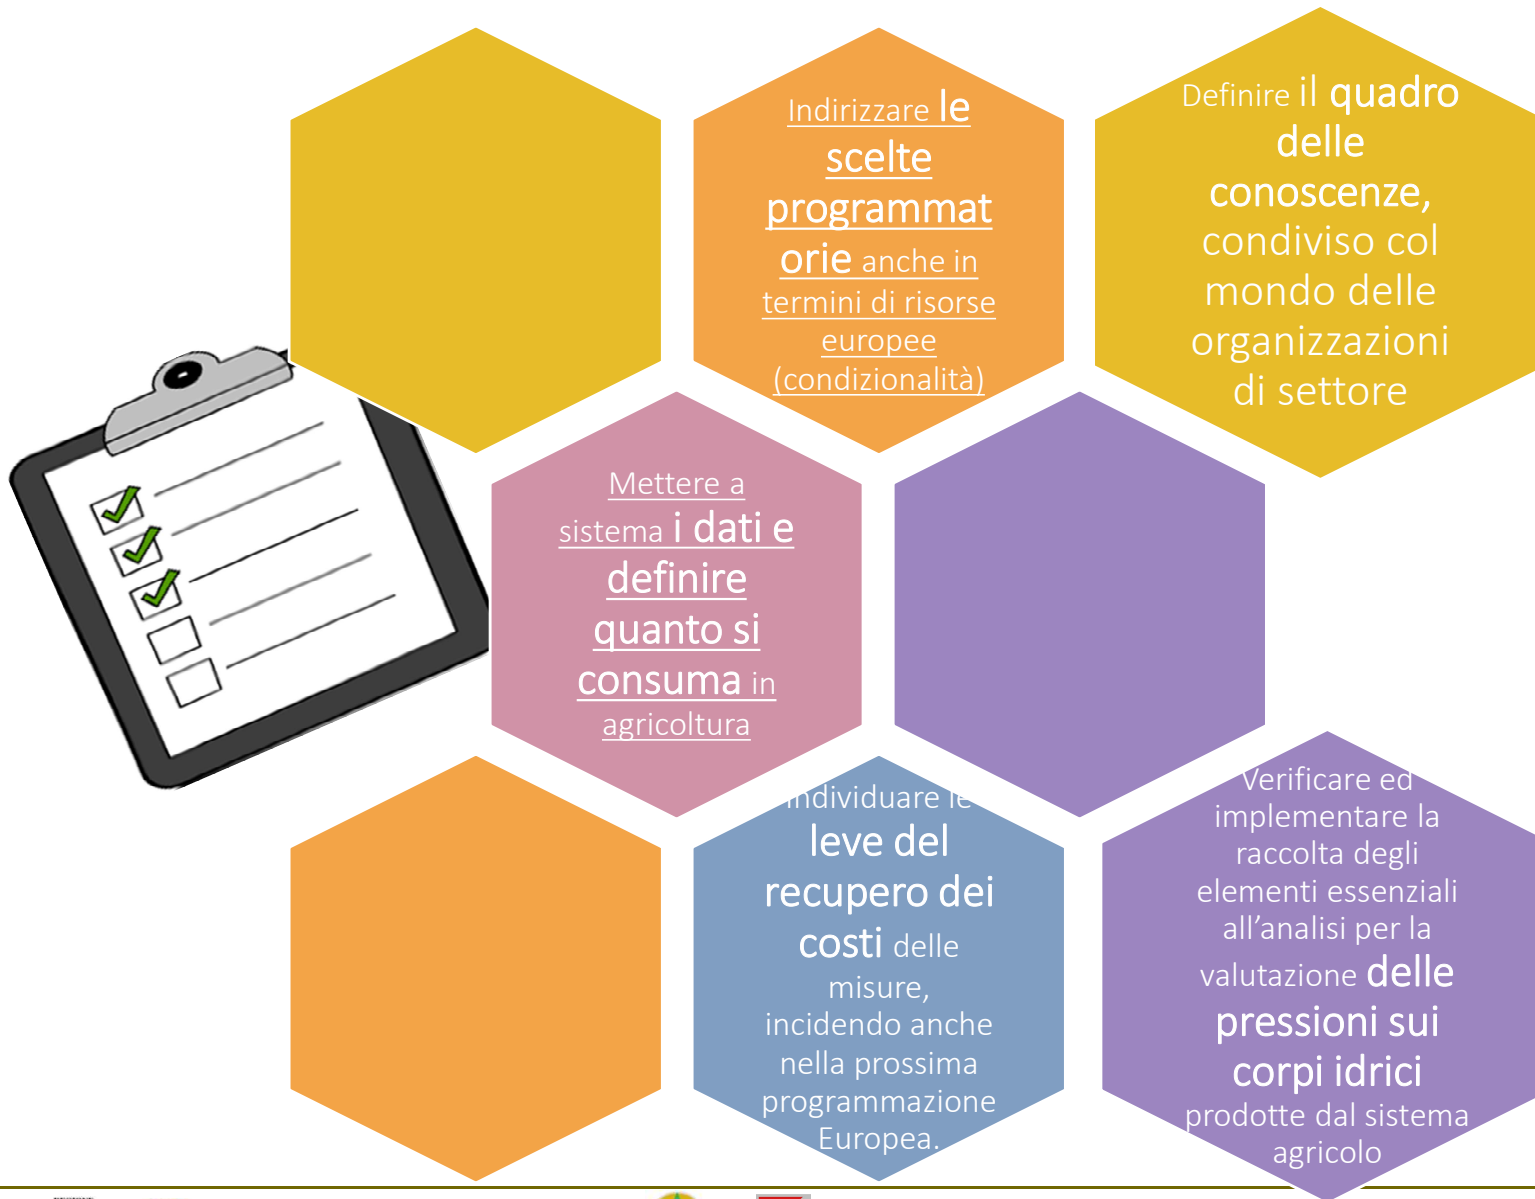 Indirizzare le
scelte
programmat
orie anche in
termini di risorse
europee
(condizionalità)
Definire il quadro
delle
conoscenze,
condiviso col
mondo delle
organizzazioni
di settore
Mettere a
sistema i dati e
definire
quanto si
consuma in
agricoltura
Individuare le
leve del
recupero dei
costi delle
misure,
incidendo anche
nella prossima
programmazione
Europea.
Verificare ed
implementare la
raccolta degli
elementi essenziali
all’analisi per la
valutazione delle
pressioni sui
corpi idrici
prodotte dal sistema
agricolo